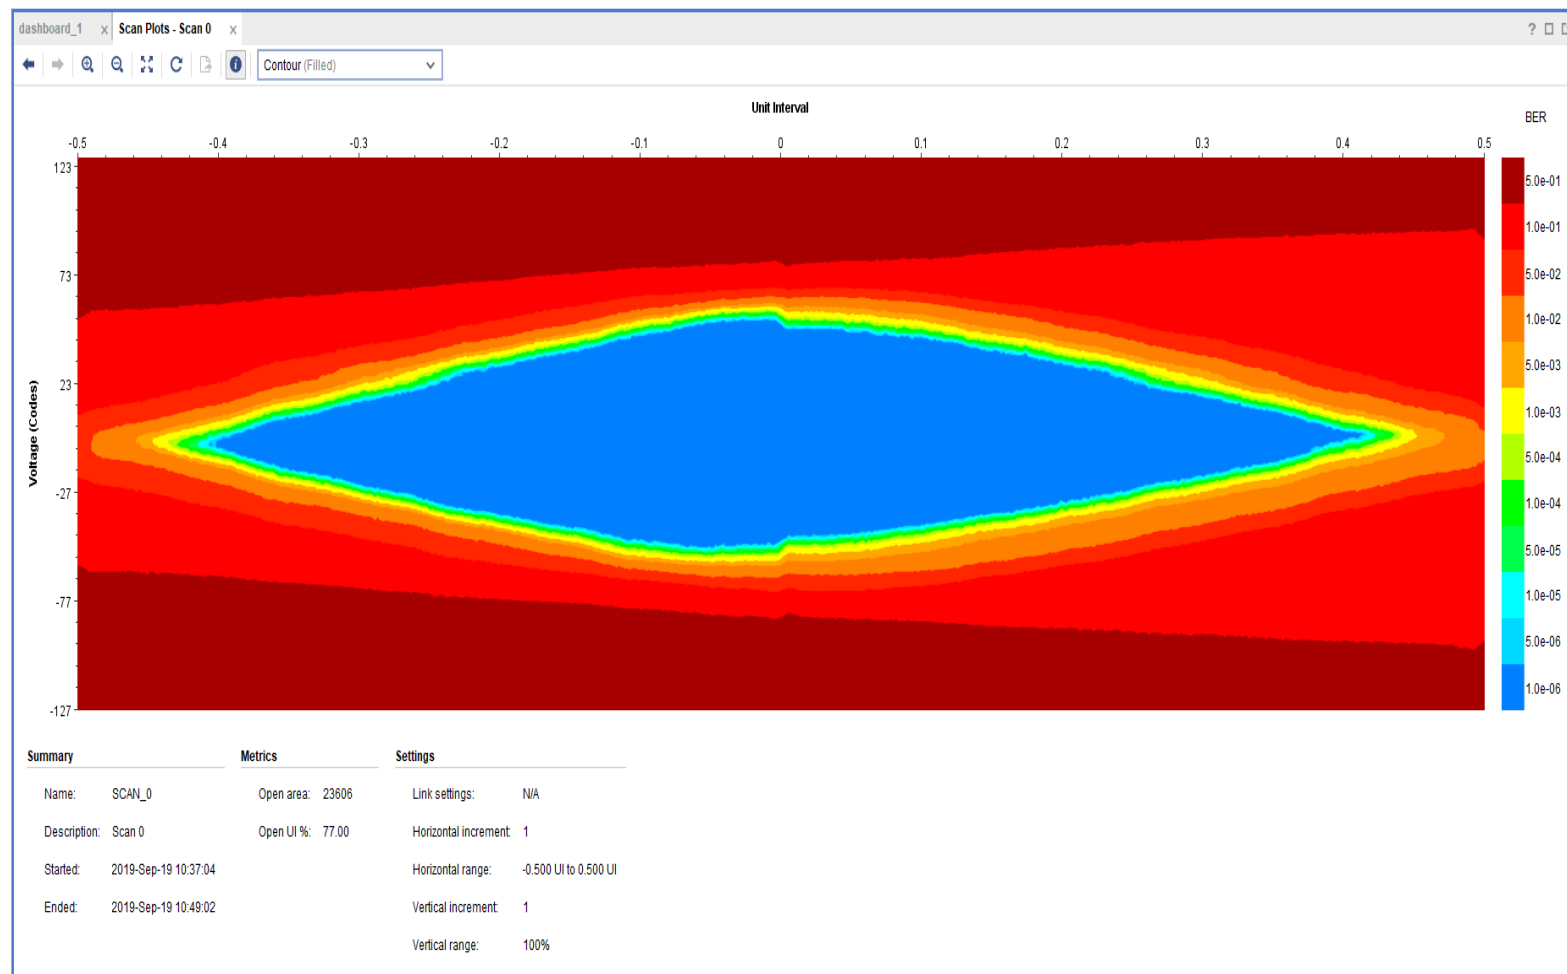 dashboard_1 x Scan Plots - Scan 0 x ?
Contour (Filled)
Unit Interval
BER
-0.5 -0.4 -0.3 -0.2 -0.1 0 0.1 0.2 0.3 0.4 0.5
123
73
23
-27
-77
-127
Voltage (Codes)
5.0e-01
1.0e-01
5.0e-02
1.0e-02
5.0e-03
1.0e-03
5.0e-04
1.0e-04
5.0e-05
1.0e-05
5.0e-06
1.0e-06
Summary Metrics Settings
Name: SCAN_0 Open area: 23606 Link settings: N/A
Description: Scan 0 Open UI %: 77.00 Horizontal increment: 1
Started: 2019-Sep-19 10:37:04 Horizontal range: -0.500 UI to 0.500 UI
Ended: 2019-Sep-19 10:49:02 Vertical increment: 1
Vertical range: 100%